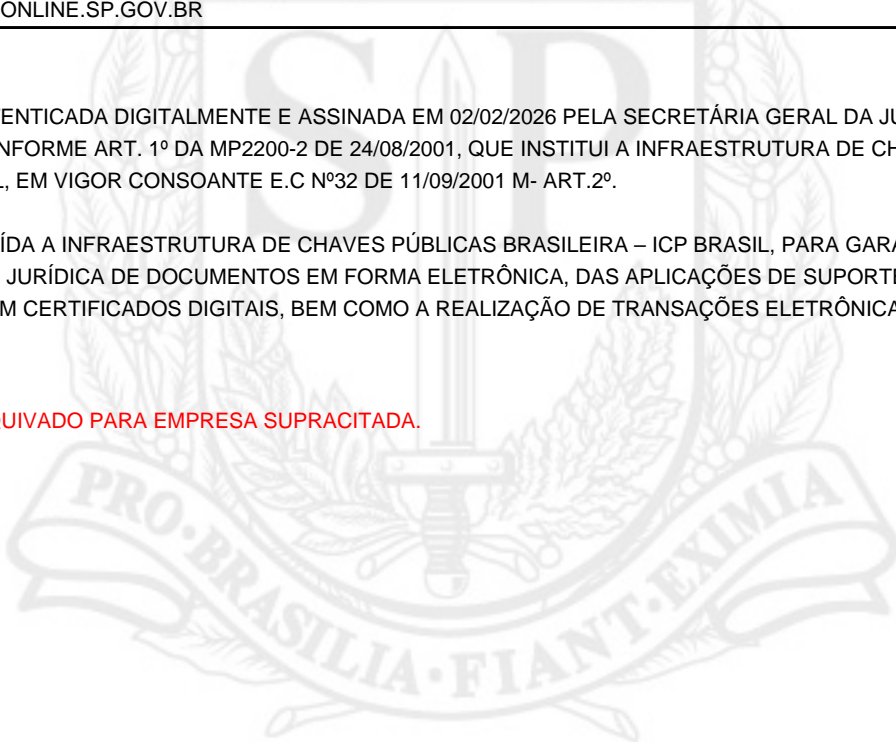 ONLINE.SP.GOV.BR
ENTICADA DIGITALMENTE E ASSINADA EM 02/02/2026 PELA SECRETÁRIA GERAL DA JU
NFORME ART. 1º DA MP2200-2 DE 24/08/2001, QUE INSTITUI A INFRAESTRUTURA DE CH
L, EM VIGOR CONSOANTE E.C Nº32 DE 11/09/2001 M- ART.2º.
ÍDA A INFRAESTRUTURA DE CHAVES PÚBLICAS BRASILEIRA – ICP BRASIL, PARA GARA
JURÍDICA DE DOCUMENTOS EM FORMA ELETRÔNICA, DAS APLICAÇÕES DE SUPORTE
M CERTIFICADOS DIGITAIS, BEM COMO A REALIZAÇÃO DE TRANSAÇÕES ELETRÔNICA
QUIVADO PARA EMPRESA SUPRACITADA.
SP
PRO·BRASILIA·FIANT·EXIMIA